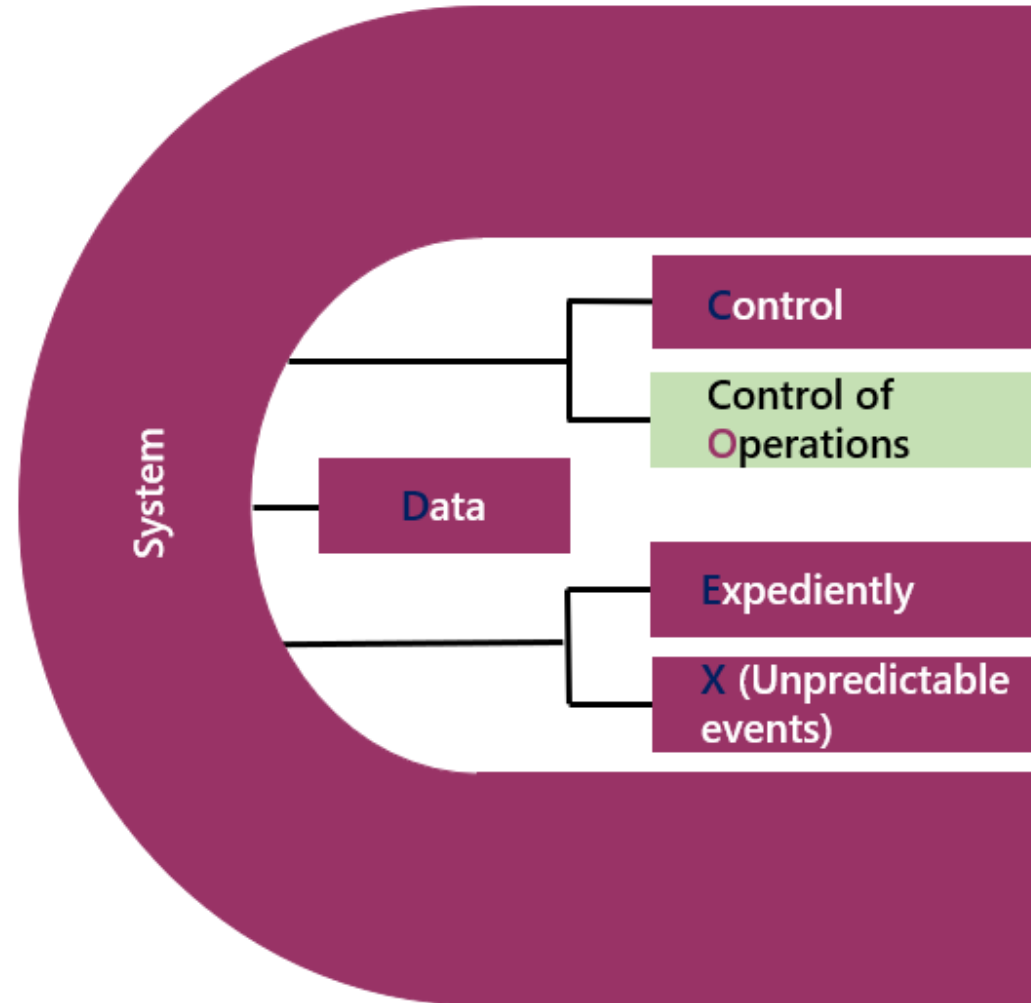 System
Control
Control of
Operations
Data
Expediently
X (Unpredictable
events)